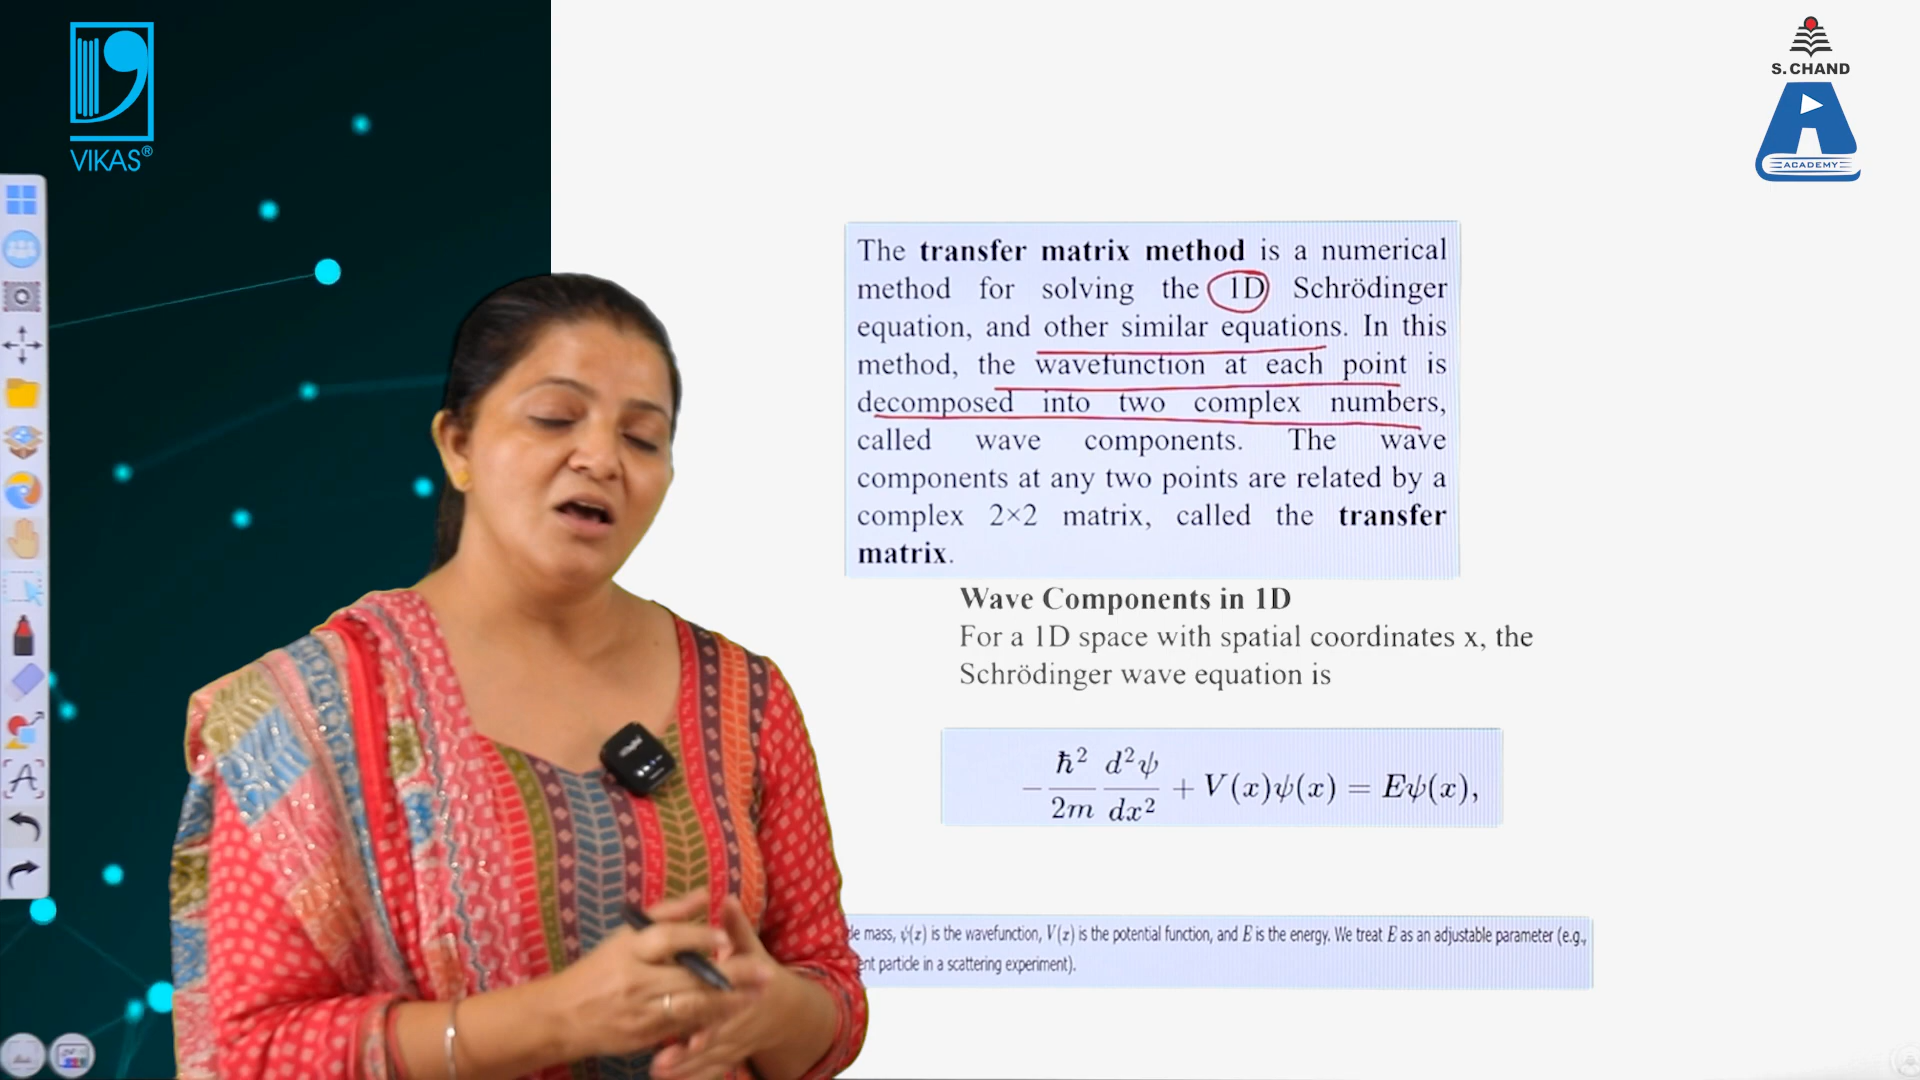 VIKAS®
S. CHAND
ACADEMY
The transfer matrix method is a numerical
method for solving the 1D Schrödinger
equation, and other similar equations. In this
method, the wavefunction at each point is
decomposed into two complex numbers,
called wave components. The wave
components at any two points are related by a
complex 2×2 matrix, called the transfer
matrix.
Wave Components in 1D
For a 1D space with spatial coordinates x, the
Schrödinger wave equation is
-ħ²/2m d²ψ/dx² + V(x)ψ(x) = Eψ(x),
mass, ψ(x) is the wavefunction, V(x) is the potential function, and E is the energy. We treat E as an adjustable parameter (e.g.,
particle in a scattering experiment).